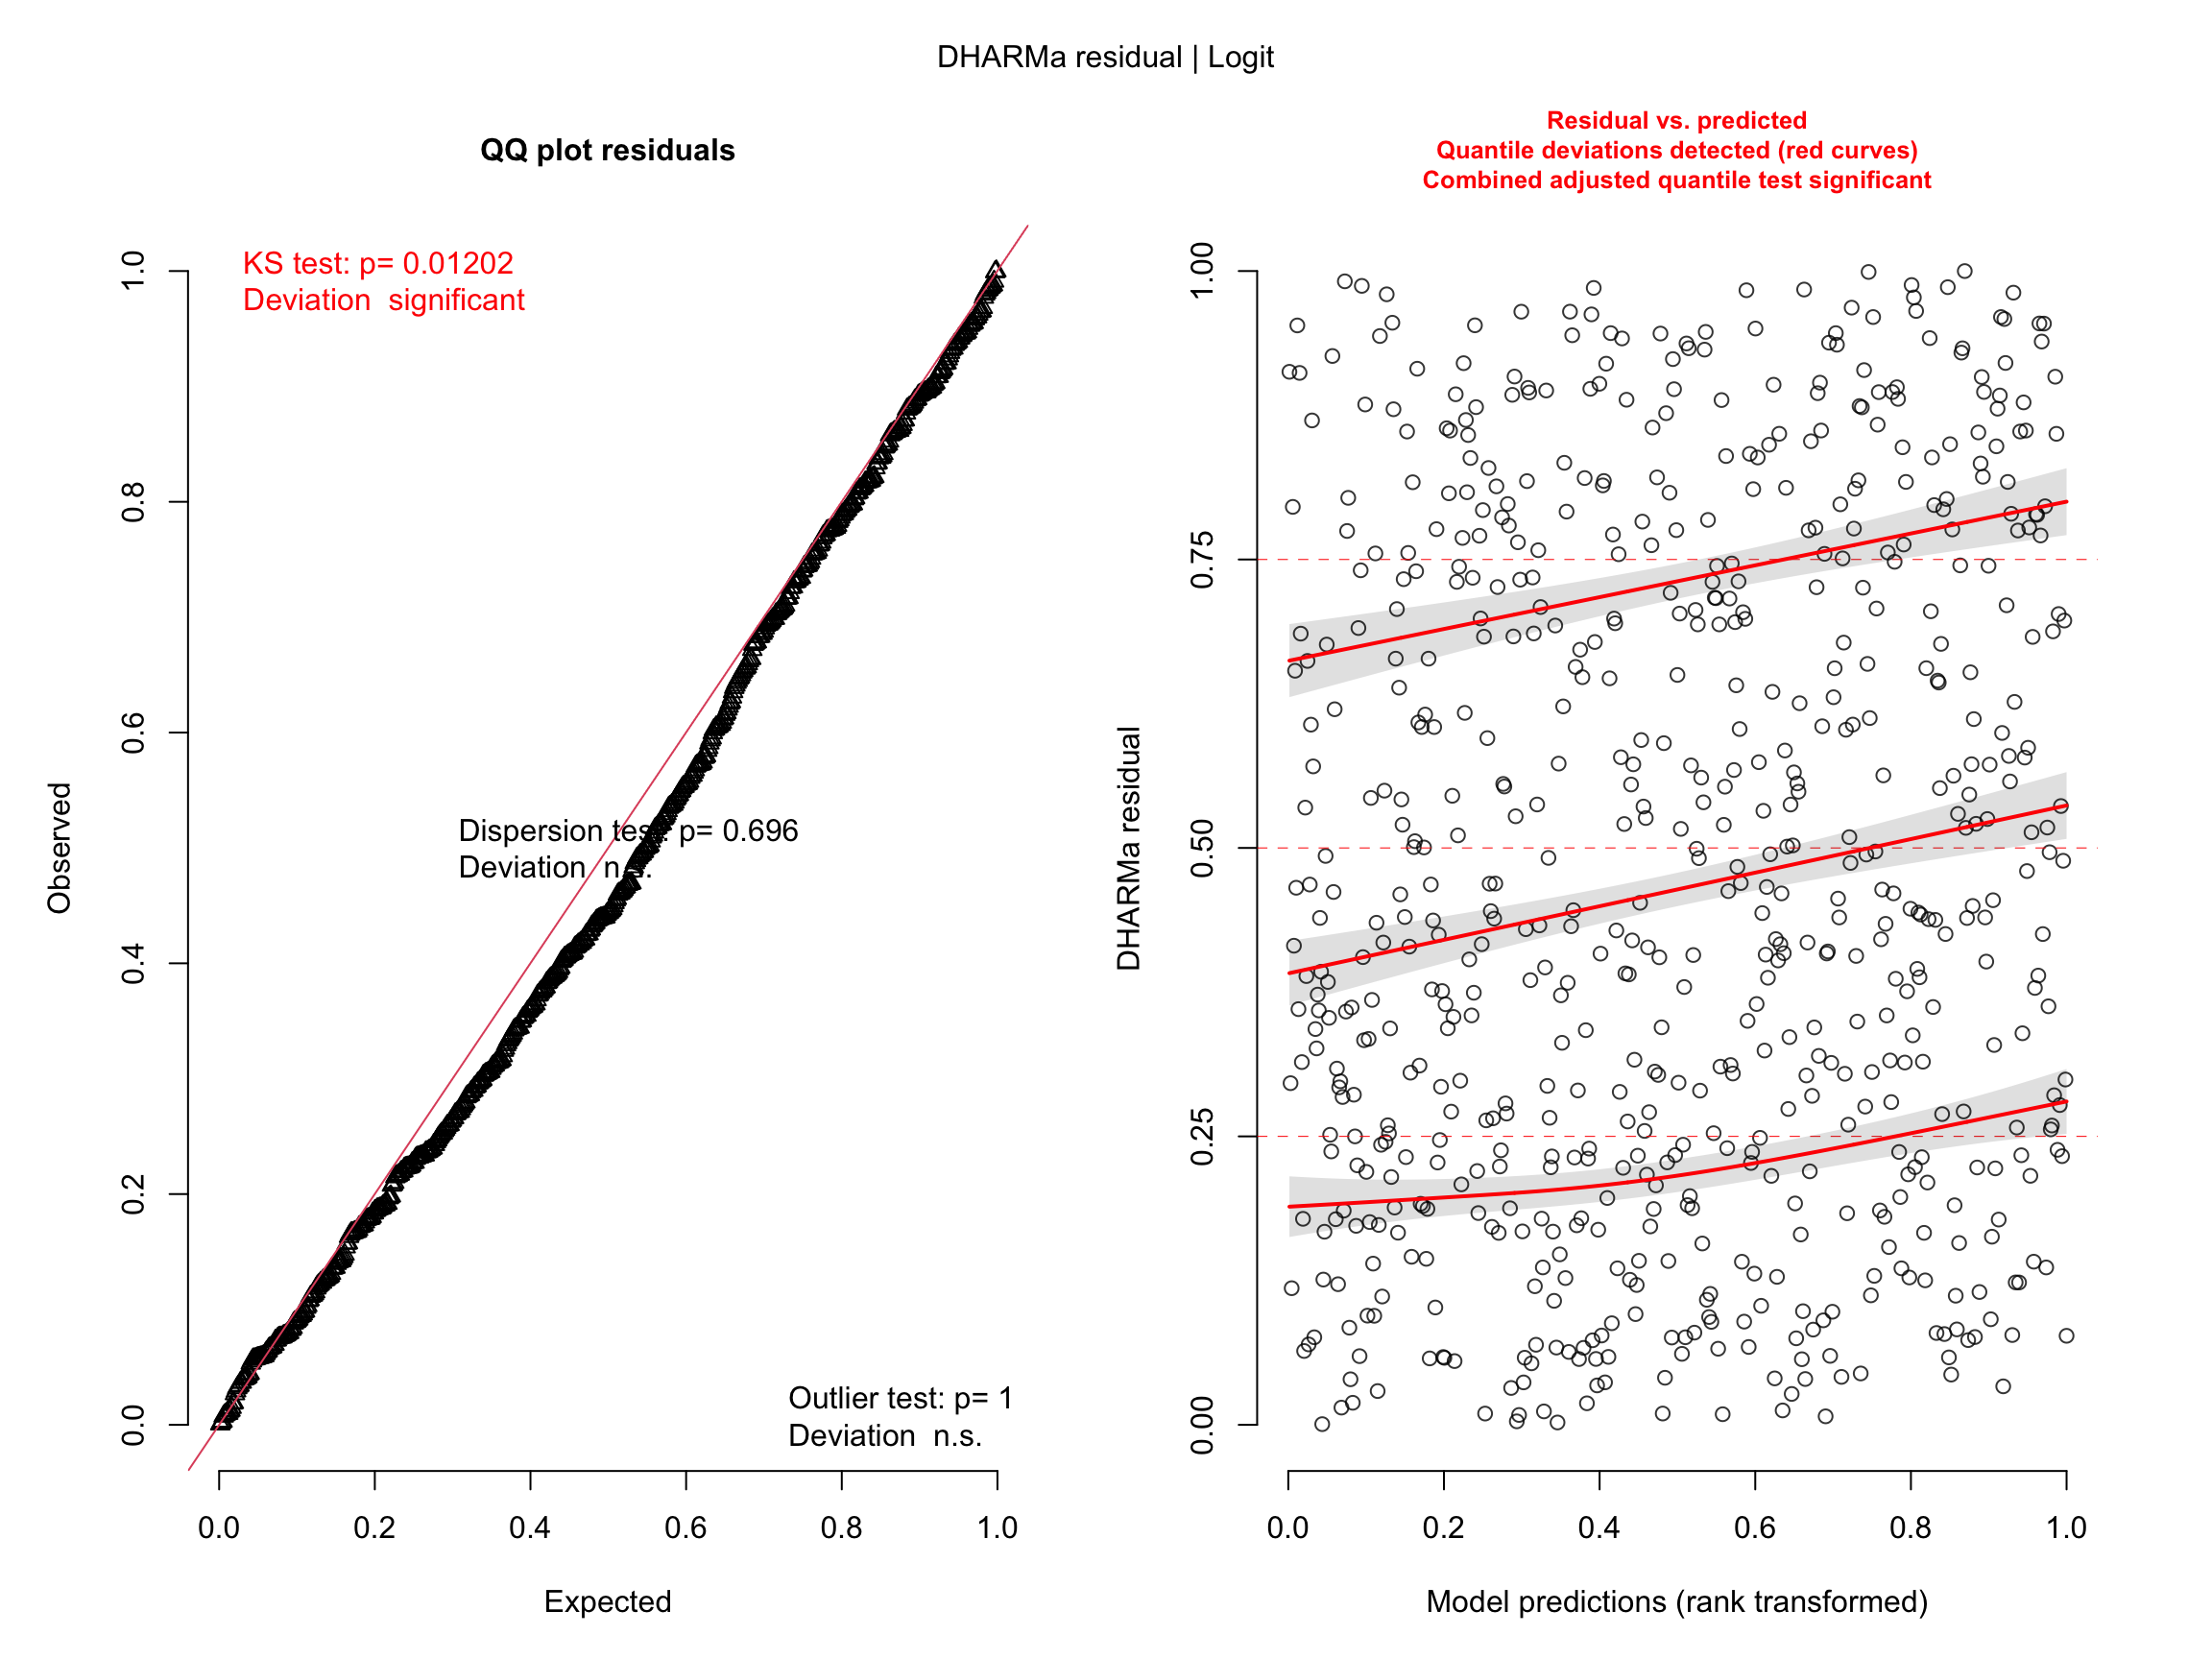 DHARMa residual | Logit
QQ plot residuals
KS test: p= 0.01202
Deviation  significant
Dispersion test: p= 0.696
Deviation  n.s.
Outlier test: p= 1
Deviation  n.s.
Observed
0.0
0.2
0.4
0.6
0.8
1.0
0.0 0.2 0.4 0.6 0.8 1.0
Expected
Residual vs. predicted
Quantile deviations detected (red curves)
Combined adjusted quantile test significant
DHARMa residual
0.00
0.25
0.50
0.75
1.00
0.0 0.2 0.4 0.6 0.8 1.0
Model predictions (rank transformed)